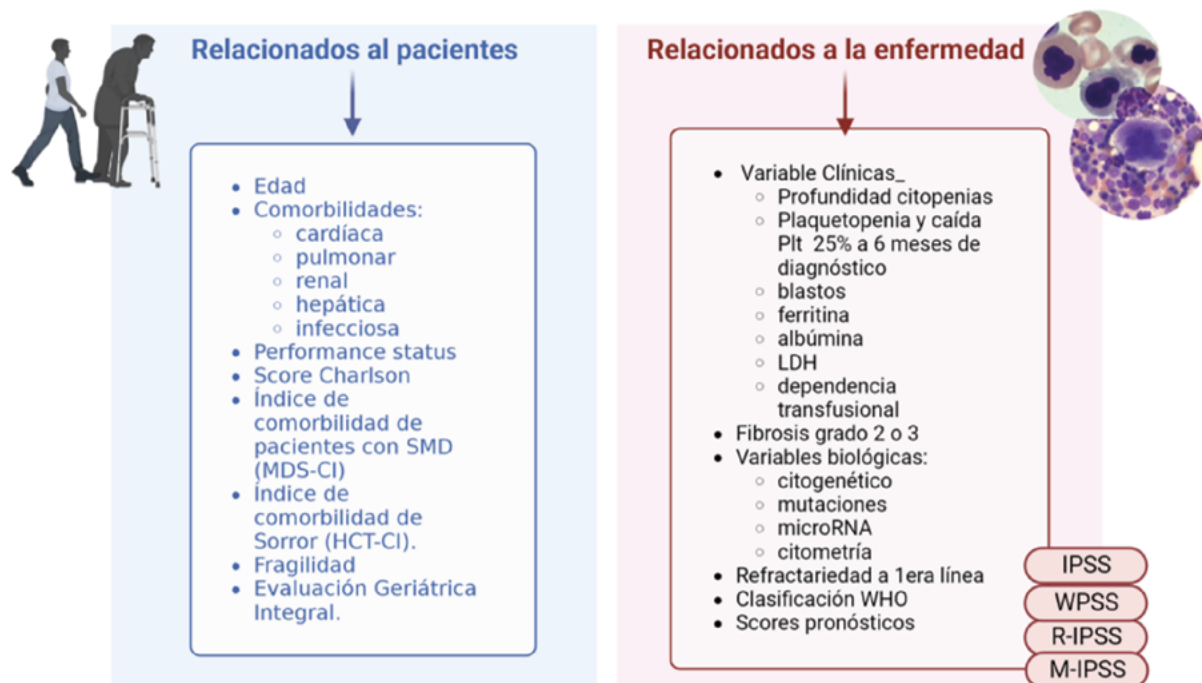 Relacionados al pacientes
Edad
Comorbilidades:
cardíaca
pulmonar
renal
hepática
infecciosa
Performance status
Score Charlson
Índice de
comorbilidad de
pacientes con SMD
(MDS-CI)
Índice de
comorbilidad de
Sorror (HCT-CI).
Fragilidad
Evaluación Geriátrica
Integral.
Relacionados a la enfermedad
Variable Clínicas_
Profundidad citopenias
Plaquetopenia y caída
Plt 25% a 6 meses de
diagnóstico
blastos
ferritina
albúmina
LDH
dependencia
transfusional
Fibrosis grado 2 o 3
Variables biológicas:
citogenético
mutaciones
microRNA
citometría
Refractariedad a 1era línea
Clasificación WHO
Scores pronósticos
IPSS
WPSS
R-IPSS
M-IPSS